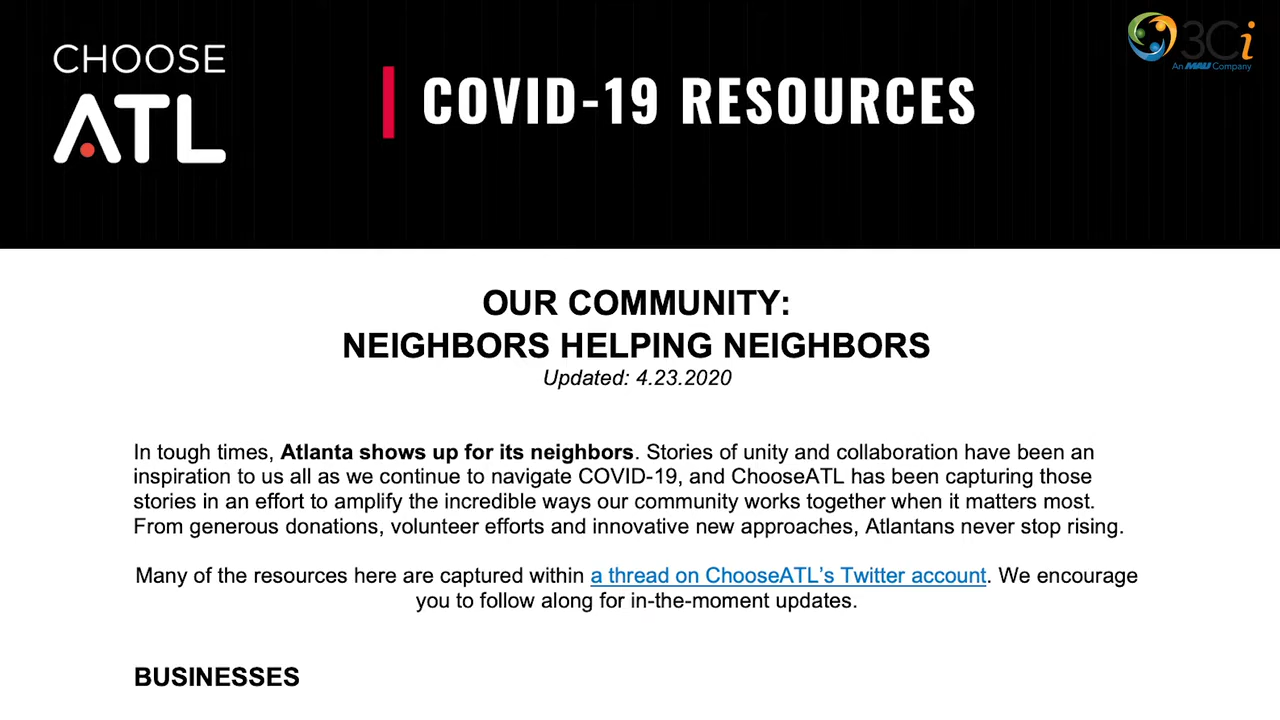 CHOOSE
ATL
COVID-19 RESOURCES
3Ci
An MAU Company
OUR COMMUNITY:
NEIGHBORS HELPING NEIGHBORS
Updated: 4.23.2020
In tough times, Atlanta shows up for its neighbors. Stories of unity and collaboration have been an
inspiration to us all as we continue to navigate COVID-19, and ChooseATL has been capturing those
stories in an effort to amplify the incredible ways our community works together when it matters most.
From generous donations, volunteer efforts and innovative new approaches, Atlantans never stop rising.
Many of the resources here are captured within a thread on ChooseATL’s Twitter account. We encourage
you to follow along for in-the-moment updates.
BUSINESSES